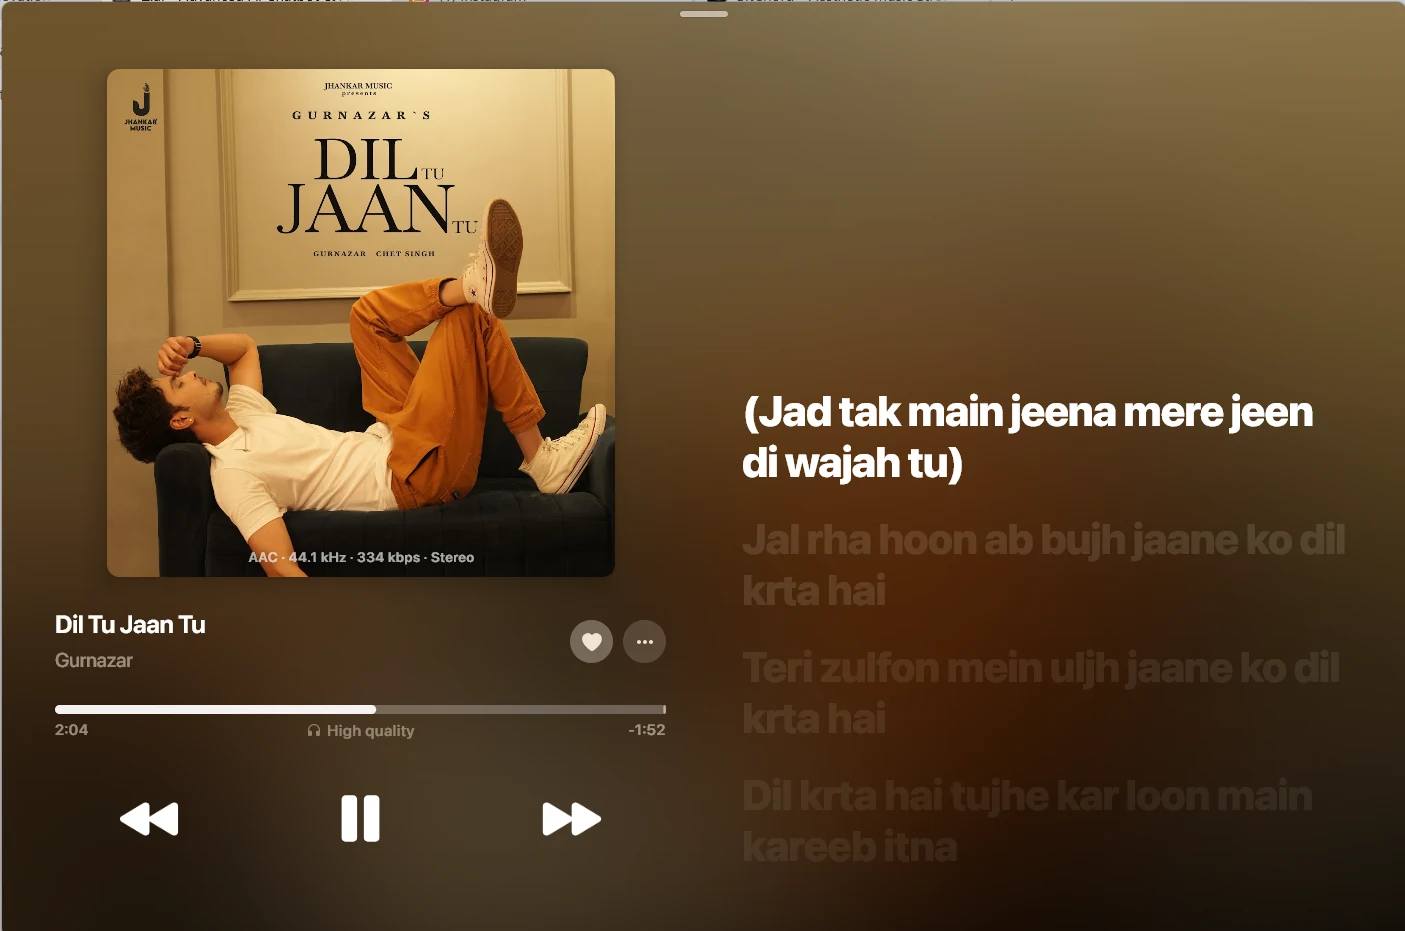 JHANKAR MUSIC
presents
JHANKAR
MUSIC
GURNAZAR`S
DIL TU
JAAN TU
GURNAZAR CHET SINGH
AAC · 44.1 kHz · 334 kbps · Stereo
Dil Tu Jaan Tu
Gurnazar
2:04
High quality
-1:52
(Jad tak main jeena mere jeen
di wajah tu)
Jal rha hoon ab bujh jaane ko dil
krta hai
Teri zulfon mein uljh jaane ko dil
krta hai
Dil krta hai tujhe kar loon main
kareeb itna